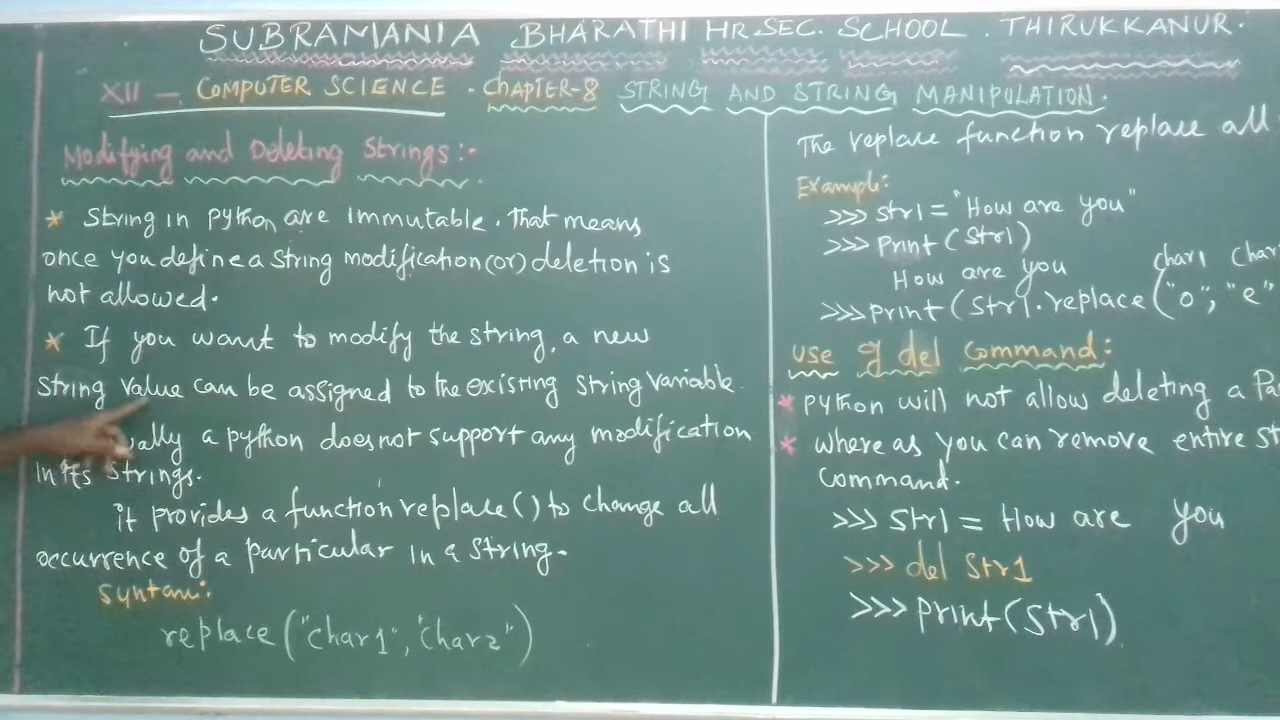 SUBRAMANIA BHARATHI HR.SEC. SCHOOL . THIRUKKANUR.
XII - COMPUTER SCIENCE - CHAPTER-8 STRING AND STRING MANIPULATION.
Modifying and Deleting Strings:-
* String in python are Immutable. That means
once you define a string modification (or) deletion is
not allowed.
* If you want to modify the string, a new
string value can be assigned to the existing string variable.
a python does not support any modification
in its strings.
it provides a function replace() to change all
occurrence of a particular in a string.
syntax:
replace("char1","char2")
The replace function replace all
Example:
>>> str1 = "How are you"
>>> Print (Str1)
How are you
char1 char
>>> print (Str1.replace("o","e"
use of del command:
* python will not allow deleting a
* where as you can remove entire
command.
>>> Str1 = How are you
>>> del Str1
>>> print(Str1)